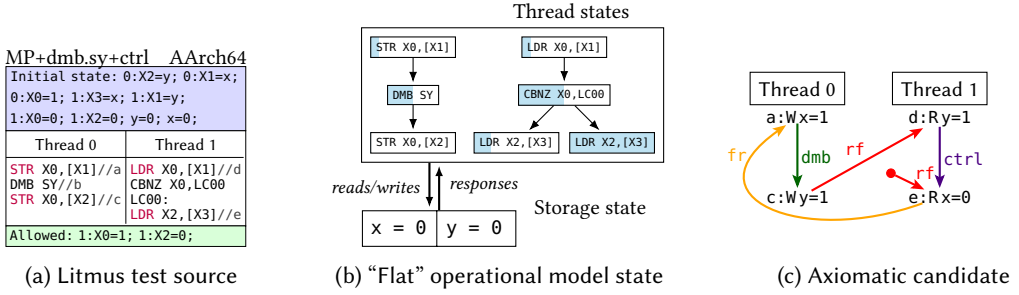 MP+dmb.sy+ctrl AArch64
Initial state: 0:X2=y; 0:X1=x;
0:X0=1; 1:X3=x; 1:X1=y;
1:X0=0; 1:X2=0; y=0; x=0;
Thread 0 Thread 1
STR X0,[X1]//a LDR X0,[X1]//d
DMB SY//b CBNZ X0,LC00
STR X0,[X2]//c LC00:
LDR X2,[X3]//e
Allowed: 1:X0=1; 1:X2=0;
(a) Litmus test source
Thread states
STR X0,[X1] LDR X0,[X1]
DMB SY CBNZ X0,LC00
STR X0,[X2] LDR X2,[X3] LDR X2,[X3]
reads/writes responses
Storage state
x = 0 y = 0
(b) “Flat” operational model state
Thread 0 Thread 1
a:Wx=1 d:Ry=1
fr dmb rf ctrl
rf
c:Wy=1 e:Rx=0
(c) Axiomatic candidate